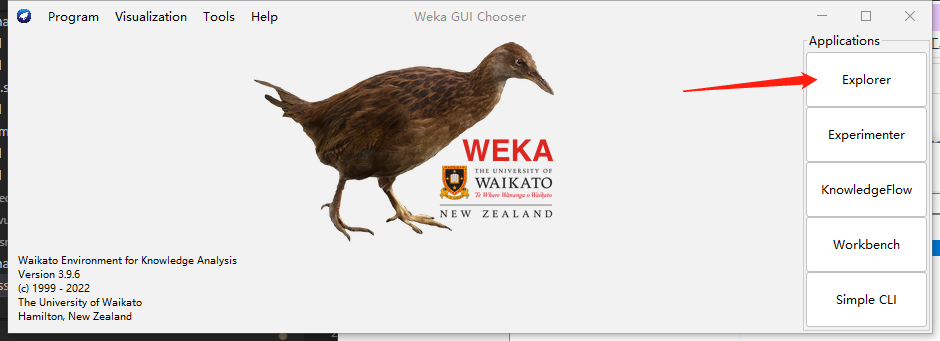 Program Visualization Tools Help Weka GUI Chooser
Applications
Explorer
Experimenter
KnowledgeFlow
Workbench
Simple CLI
WEKA
THE UNIVERSITY OF
WAIKATO
Te Whare Wānanga o Waikato
NEW ZEALAND
Waikato Environment for Knowledge Analysis
Version 3.9.6
(c) 1999 - 2022
The University of Waikato
Hamilton, New Zealand